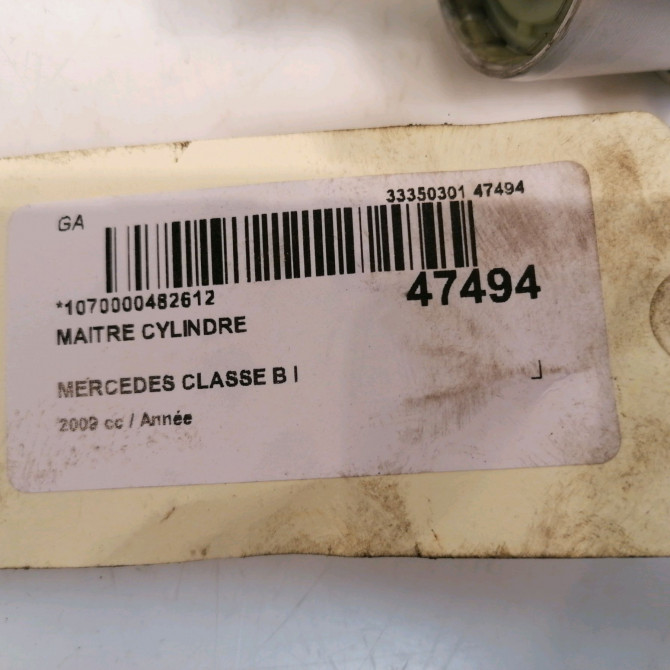 GA
33350301 47494
*1070000482612
47494
MAITRE CYLINDRE
MERCEDES CLASSE B I
2009 cc / Année